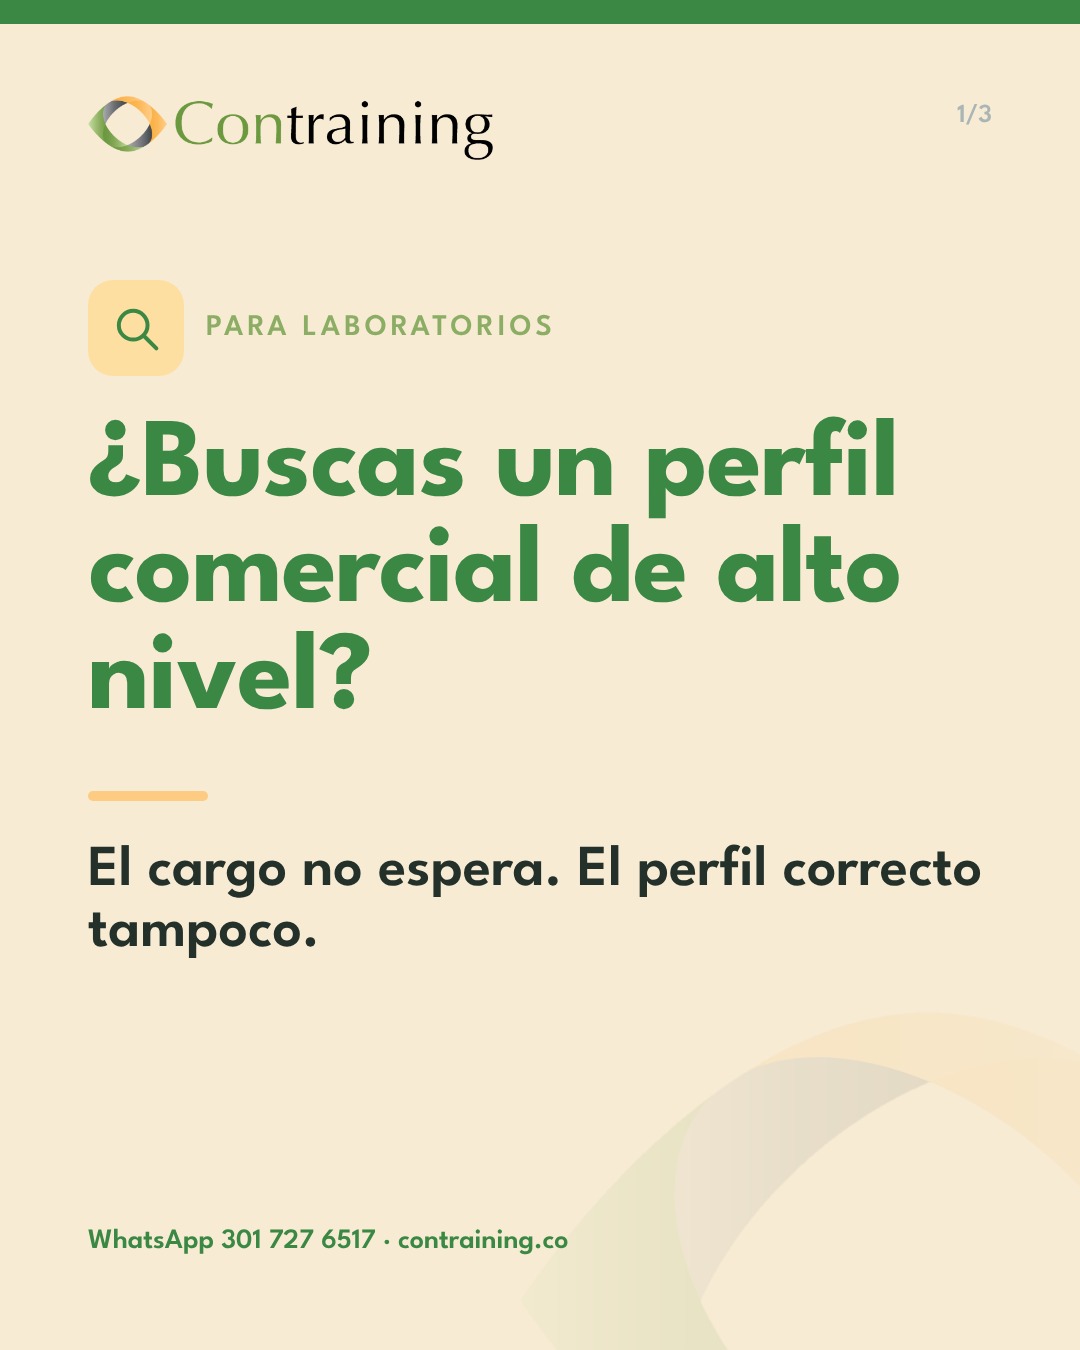 Contraining
1/3
PARA LABORATORIOS
¿Buscas un perfil
comercial de alto
nivel?
El cargo no espera. El perfil correcto
tampoco.
WhatsApp 301 727 6517 · contraining.co